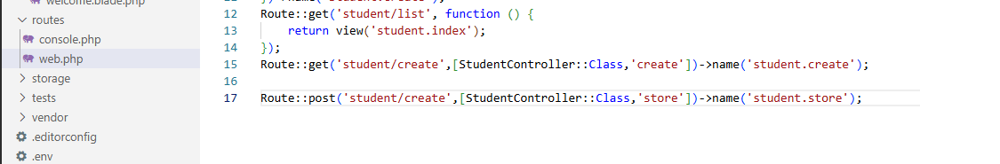 welcome.blade.php
routes
console.php
web.php
storage
tests
vendor
.editorconfig
.env
12 Route::get('student/list', function () {
13 return view('student.index');
14 });
15 Route::get('student/create',[StudentController::Class,'create'])->name('student.create');
16
17 Route::post('student/create',[StudentController::Class,'store'])->name('student.store');